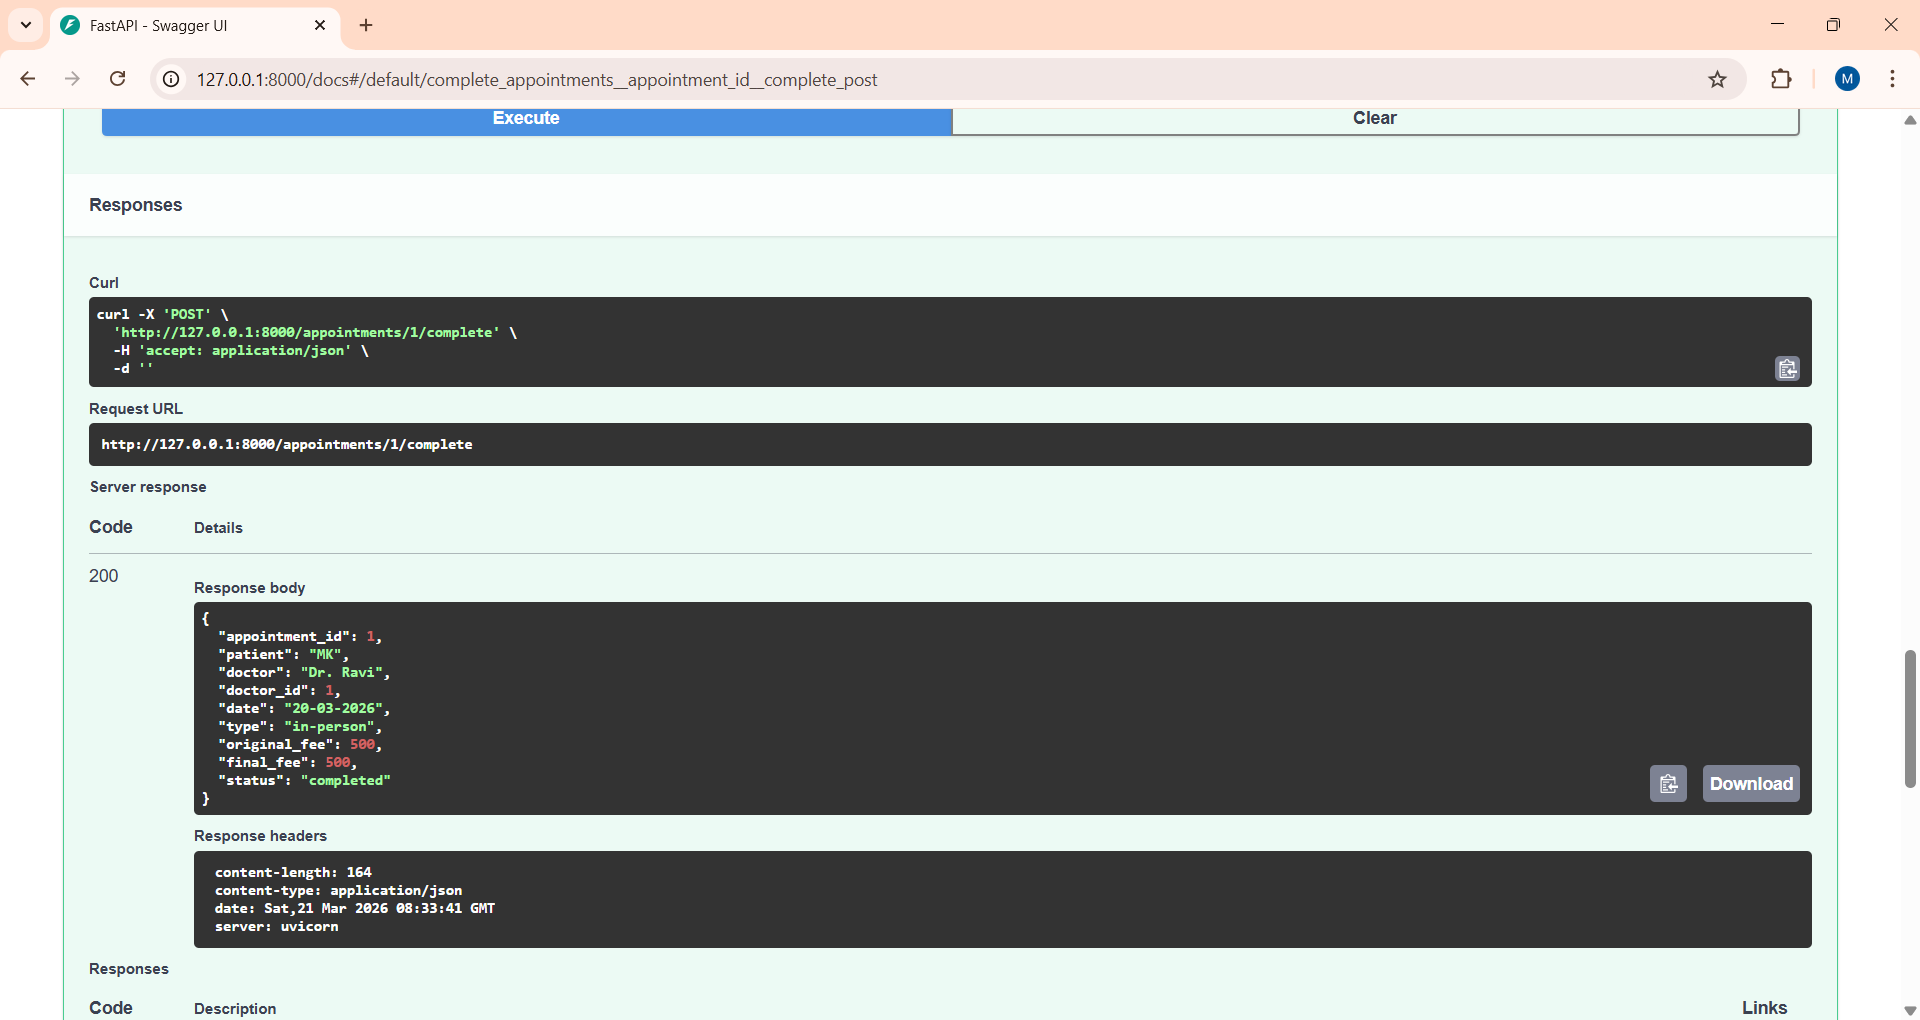 FastAPI - Swagger UI
127.0.0.1:8000/docs#/default/complete_appointments__appointment_id__complete_post
M
Execute
Clear
Responses
Curl
curl -X 'POST' \
  'http://127.0.0.1:8000/appointments/1/complete' \
  -H 'accept: application/json' \
  -d ''
Request URL
http://127.0.0.1:8000/appointments/1/complete
Server response
Code Details
200
Response body
{
  "appointment_id": 1,
  "patient": "MK",
  "doctor": "Dr. Ravi",
  "doctor_id": 1,
  "date": "20-03-2026",
  "type": "in-person",
  "original_fee": 500,
  "final_fee": 500,
  "status": "completed"
}
Download
Response headers
content-length: 164
content-type: application/json
date: Sat,21 Mar 2026 08:33:41 GMT
server: uvicorn
Responses
Code Description Links